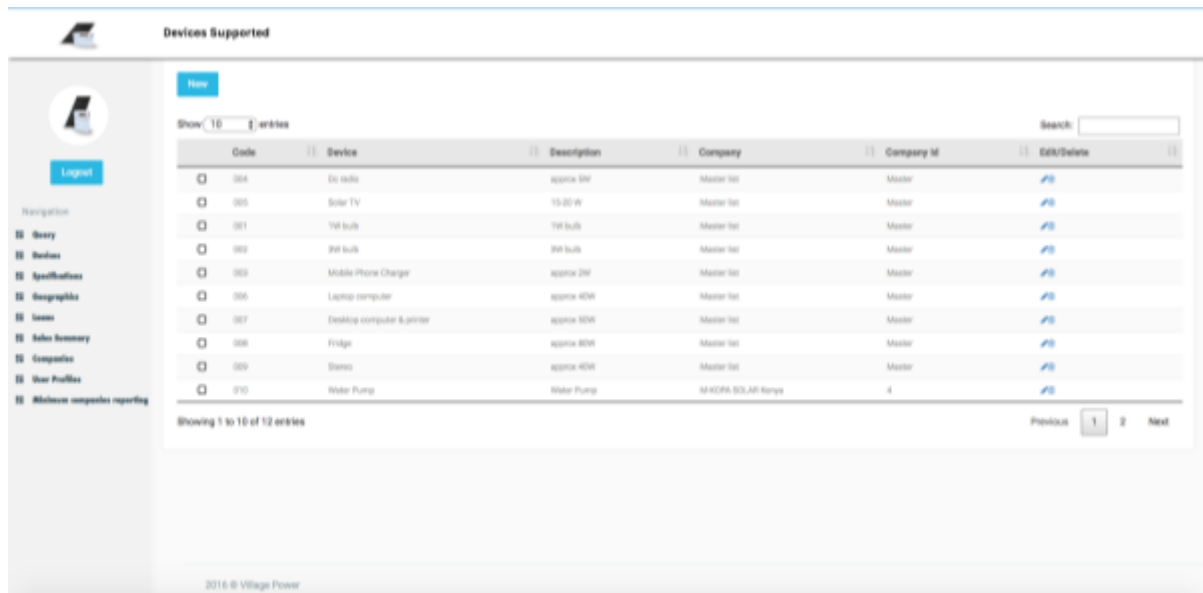 Devices Supported
New
Show 10 entries
Search:
Code Device Description Company Company Id Edit/Delete
004 Dc radio approx 5W Master list Master
005 Solar TV 15-20 W Master list Master
001 1W bulb 1W bulb Master list Master
002 3W bulb 3W bulb Master list Master
003 Mobile Phone Charger approx 2W Master list Master
006 Laptop computer approx 40W Master list Master
007 Desktop computer & printer approx 50W Master list Master
008 Fridge approx 80W Master list Master
009 Stereo approx 40W Master list Master
010 Water Pump Water Pump M-KOPA SOLAR Kenya 4
Showing 1 to 10 of 12 entries
Previous 1 2 Next
Logout
Navigation
Query
Devices
Specifications
Geographies
Loans
Sales Summary
Companies
User Profiles
Minimum companies reporting
2016 © Village Power